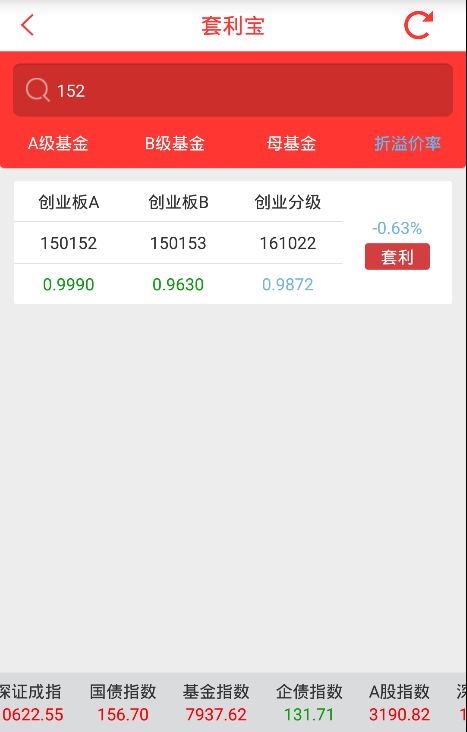 套利宝
152
A级基金 B级基金 母基金 折溢价率
创业板A 创业板B 创业分级
-0.63%
150152 150153 161022
套利
0.9990 0.9630 0.9872
深证成指 国债指数 基金指数 企债指数 A股指数
0622.55 156.70 7937.62 131.71 3190.82